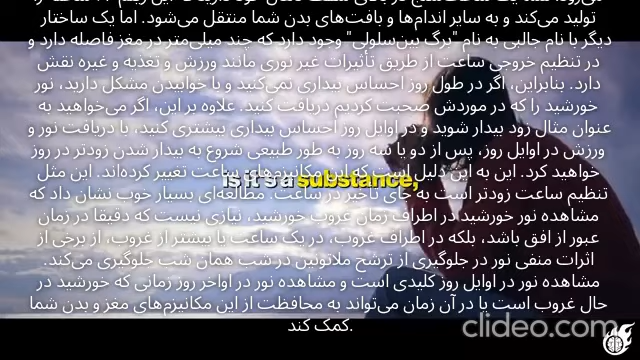 تولید می‌کند و به سایر اندام‌ها و بافت‌های بدن شما منتقل می‌شود. اما یک ساختار
دیگر با نام جالبی به نام "برگ بین‌سلولی" وجود دارد که چند میلی‌متر در مغز فاصله دارد و
در تنظیم خروجی ساعت از طریق تأثیرات غیر نوری مانند ورزش و تغذیه و غیره نقش
دارد. بنابراین، اگر در طول روز احساس بیداری نمی‌کنید و یا خوابیدن مشکل دارید، نور
خورشید را که در موردش صحبت کردیم دریافت کنید. علاوه بر این، اگر می‌خواهید به
عنوان مثال زود بیدار شوید و در اوایل روز احساس بیداری بیشتری کنید، با دریافت نور و
ورزش در اوایل روز، پس از دو یا سه روز به طور طبیعی شروع به بیدار شدن زودتر در روز
خواهید کرد. این به این دلیل است که این مکانیزم‌های ساعت تغییر کرده‌اند. این مثل
is it's a substance,
تنظیم ساعت زودتر است به جای تأخیر در ساعت. مطالعه‌ای بسیار خوب نشان داد که
مشاهده نور خورشید در اطراف زمان غروب خورشید، نیازی نیست که دقیقا در زمان
عبور از افق باشد، بلکه در اطراف غروب، در یک ساعت یا بیشتر از غروب، برخی از
اثرات منفی نور در جلوگیری از ترشح ملاتونین در شب همان شب جلوگیری می‌کند.
مشاهده نور در اوایل روز کلیدی است و مشاهده نور در اواخر روز زمانی که خورشید در
حال غروب است یا در آن زمان می‌تواند به محافظت از این مکانیزم‌های مغز و بدن شما
کمک کند.
clideo.com